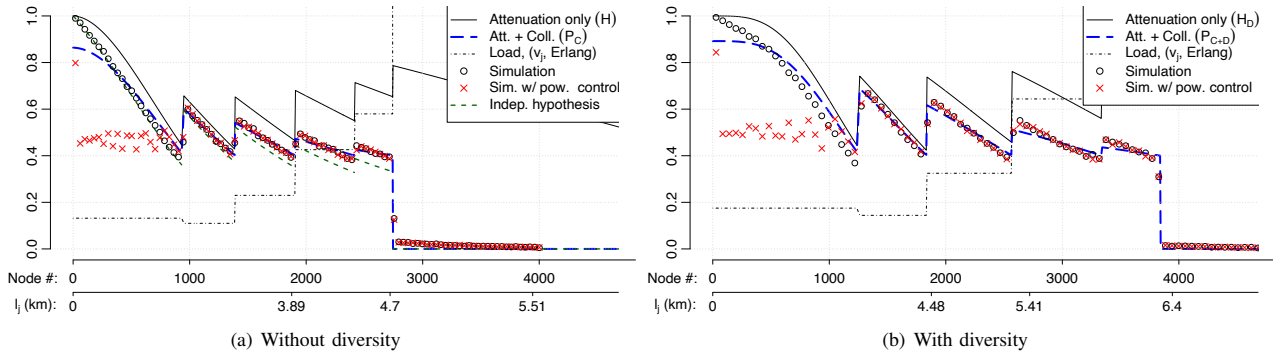 1.0
0.8
0.6
0.4
0.2
0.0
Attenuation only (H)
Att. + Coll. (P_C)
Load, (v_j, Erlang)
Simulation
Sim. w/ pow. control
Indep. hypothesis
Node #: 0 1000 2000 3000 4000
l_j (km): 0 3.89 4.7 5.51
(a) Without diversity
1.0
0.8
0.6
0.4
0.2
0.0
Attenuation only (H_D)
Att. + Coll. (P_C+D)
Load, (v_j, Erlang)
Simulation
Sim. w/ pow. control
Node #: 0 1000 2000 3000 4000
l_j (km): 0 4.48 5.41 6.4
(b) With diversity